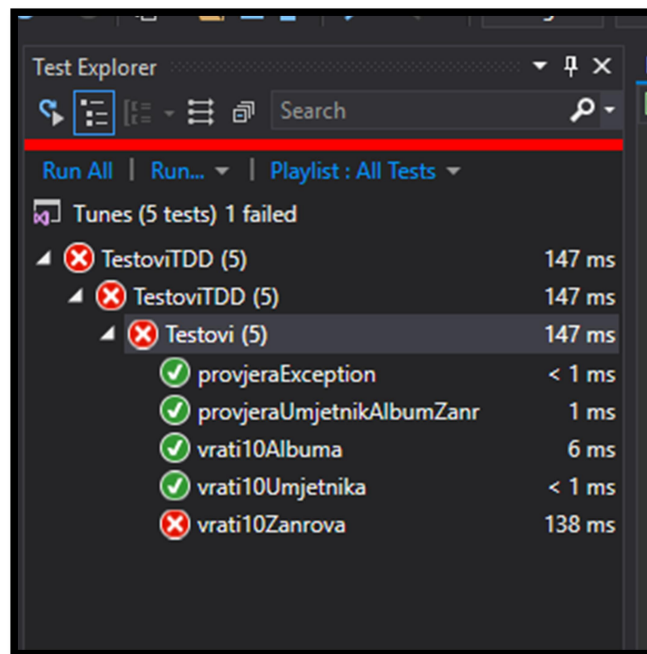 Test Explorer
Search
Run All | Run... | Playlist : All Tests
Tunes (5 tests) 1 failed
TestoviTDD (5) 147 ms
TestoviTDD (5) 147 ms
Testovi (5) 147 ms
provjeraException < 1 ms
provjeraUmjetnikAlbumZanr 1 ms
vrati10Albuma 6 ms
vrati10Umjetnika < 1 ms
vrati10Zanrova 138 ms